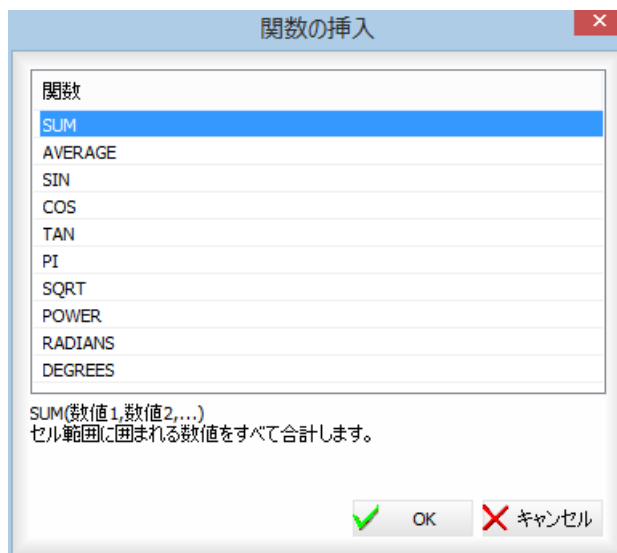 関数の挿入
関数
SUM
AVERAGE
SIN
COS
TAN
PI
SQRT
POWER
RADIANS
DEGREES
SUM(数値1,数値2,...)
セル範囲に囲まれる数値をすべて合計します。
OK キャンセル